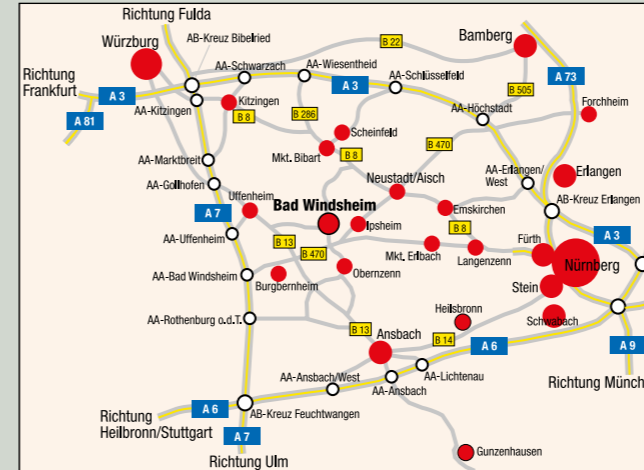 Richtung Fulda
AB-Kreuz Bibelried
Würzburg
B 22
Bamberg
AA-Schwarzach
AA-Wiesentheid
Richtung
Frankfurt
A 3
A 3
AA-Schlüsselfeld
A 73
B 505
AA-Kitzingen
Kitzingen
B 8
B 286
AA-Höchstadt
Forchheim
A 81
Scheinfeld
B 470
AA-Marktbreit
Mkt. Bibart
B 8
AA-Gollhofen
Neustadt/Aisch
AA-Erlangen/
West
Erlangen
Uffenheim
Bad Windsheim
AB-Kreuz Erlangen
A 7
Ipsheim
Emskirchen
AA-Uffenheim
B 13
B 8
A 3
B 470
Mkt. Erlbach
Langenzenn
Fürth
Nürnberg
AA-Bad Windsheim
Burgbernheim
Obernzenn
Stein
AA-Rothenburg o.d.T.
Heilsbronn
Schwabach
B 13
Ansbach
B 14
A 6
A 9
AA-Ansbach/West
AA-Lichtenau
AA-Ansbach
Richtung Münch
A 6
AB-Kreuz Feuchtwangen
Richtung
Heilbronn/Stuttgart
A 7
Gunzenhausen
Richtung Ulm